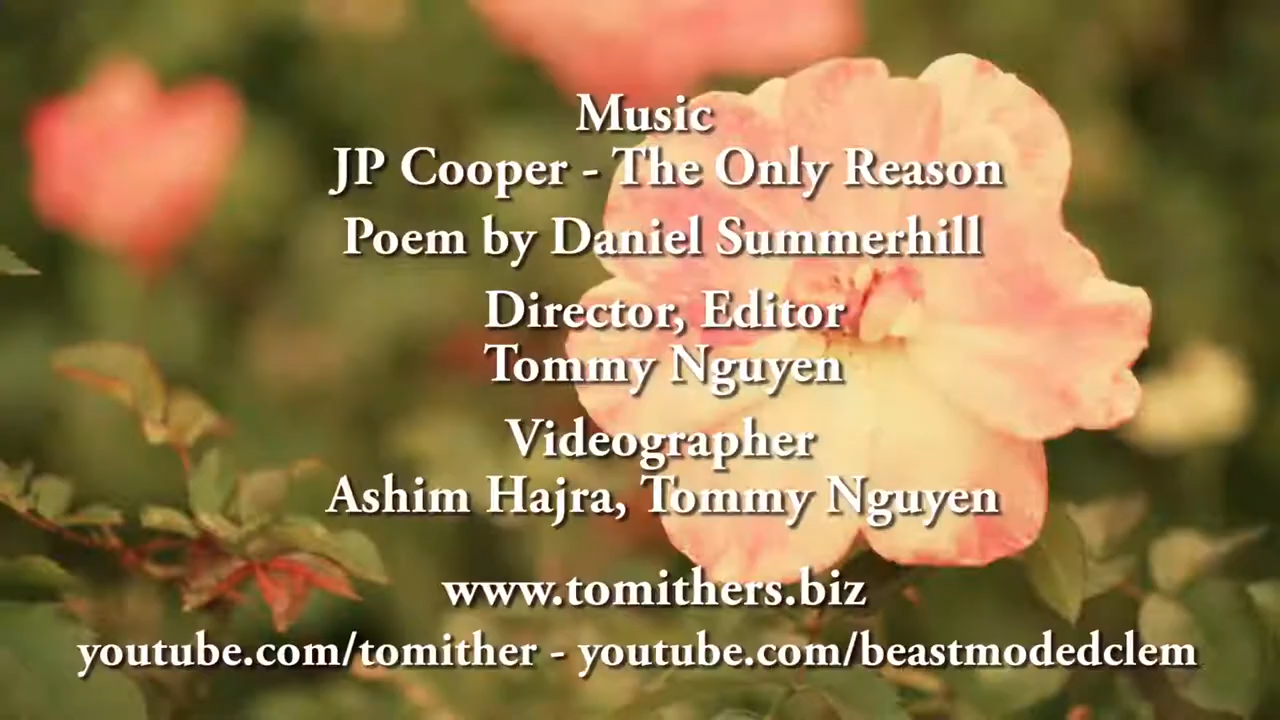 Music
JP Cooper - The Only Reason
Poem by Daniel Summerhill
Director, Editor
Tommy Nguyen
Videographer
Ashim Hajra, Tommy Nguyen
www.tomithers.biz
youtube.com/tomither - youtube.com/beastmodedclem